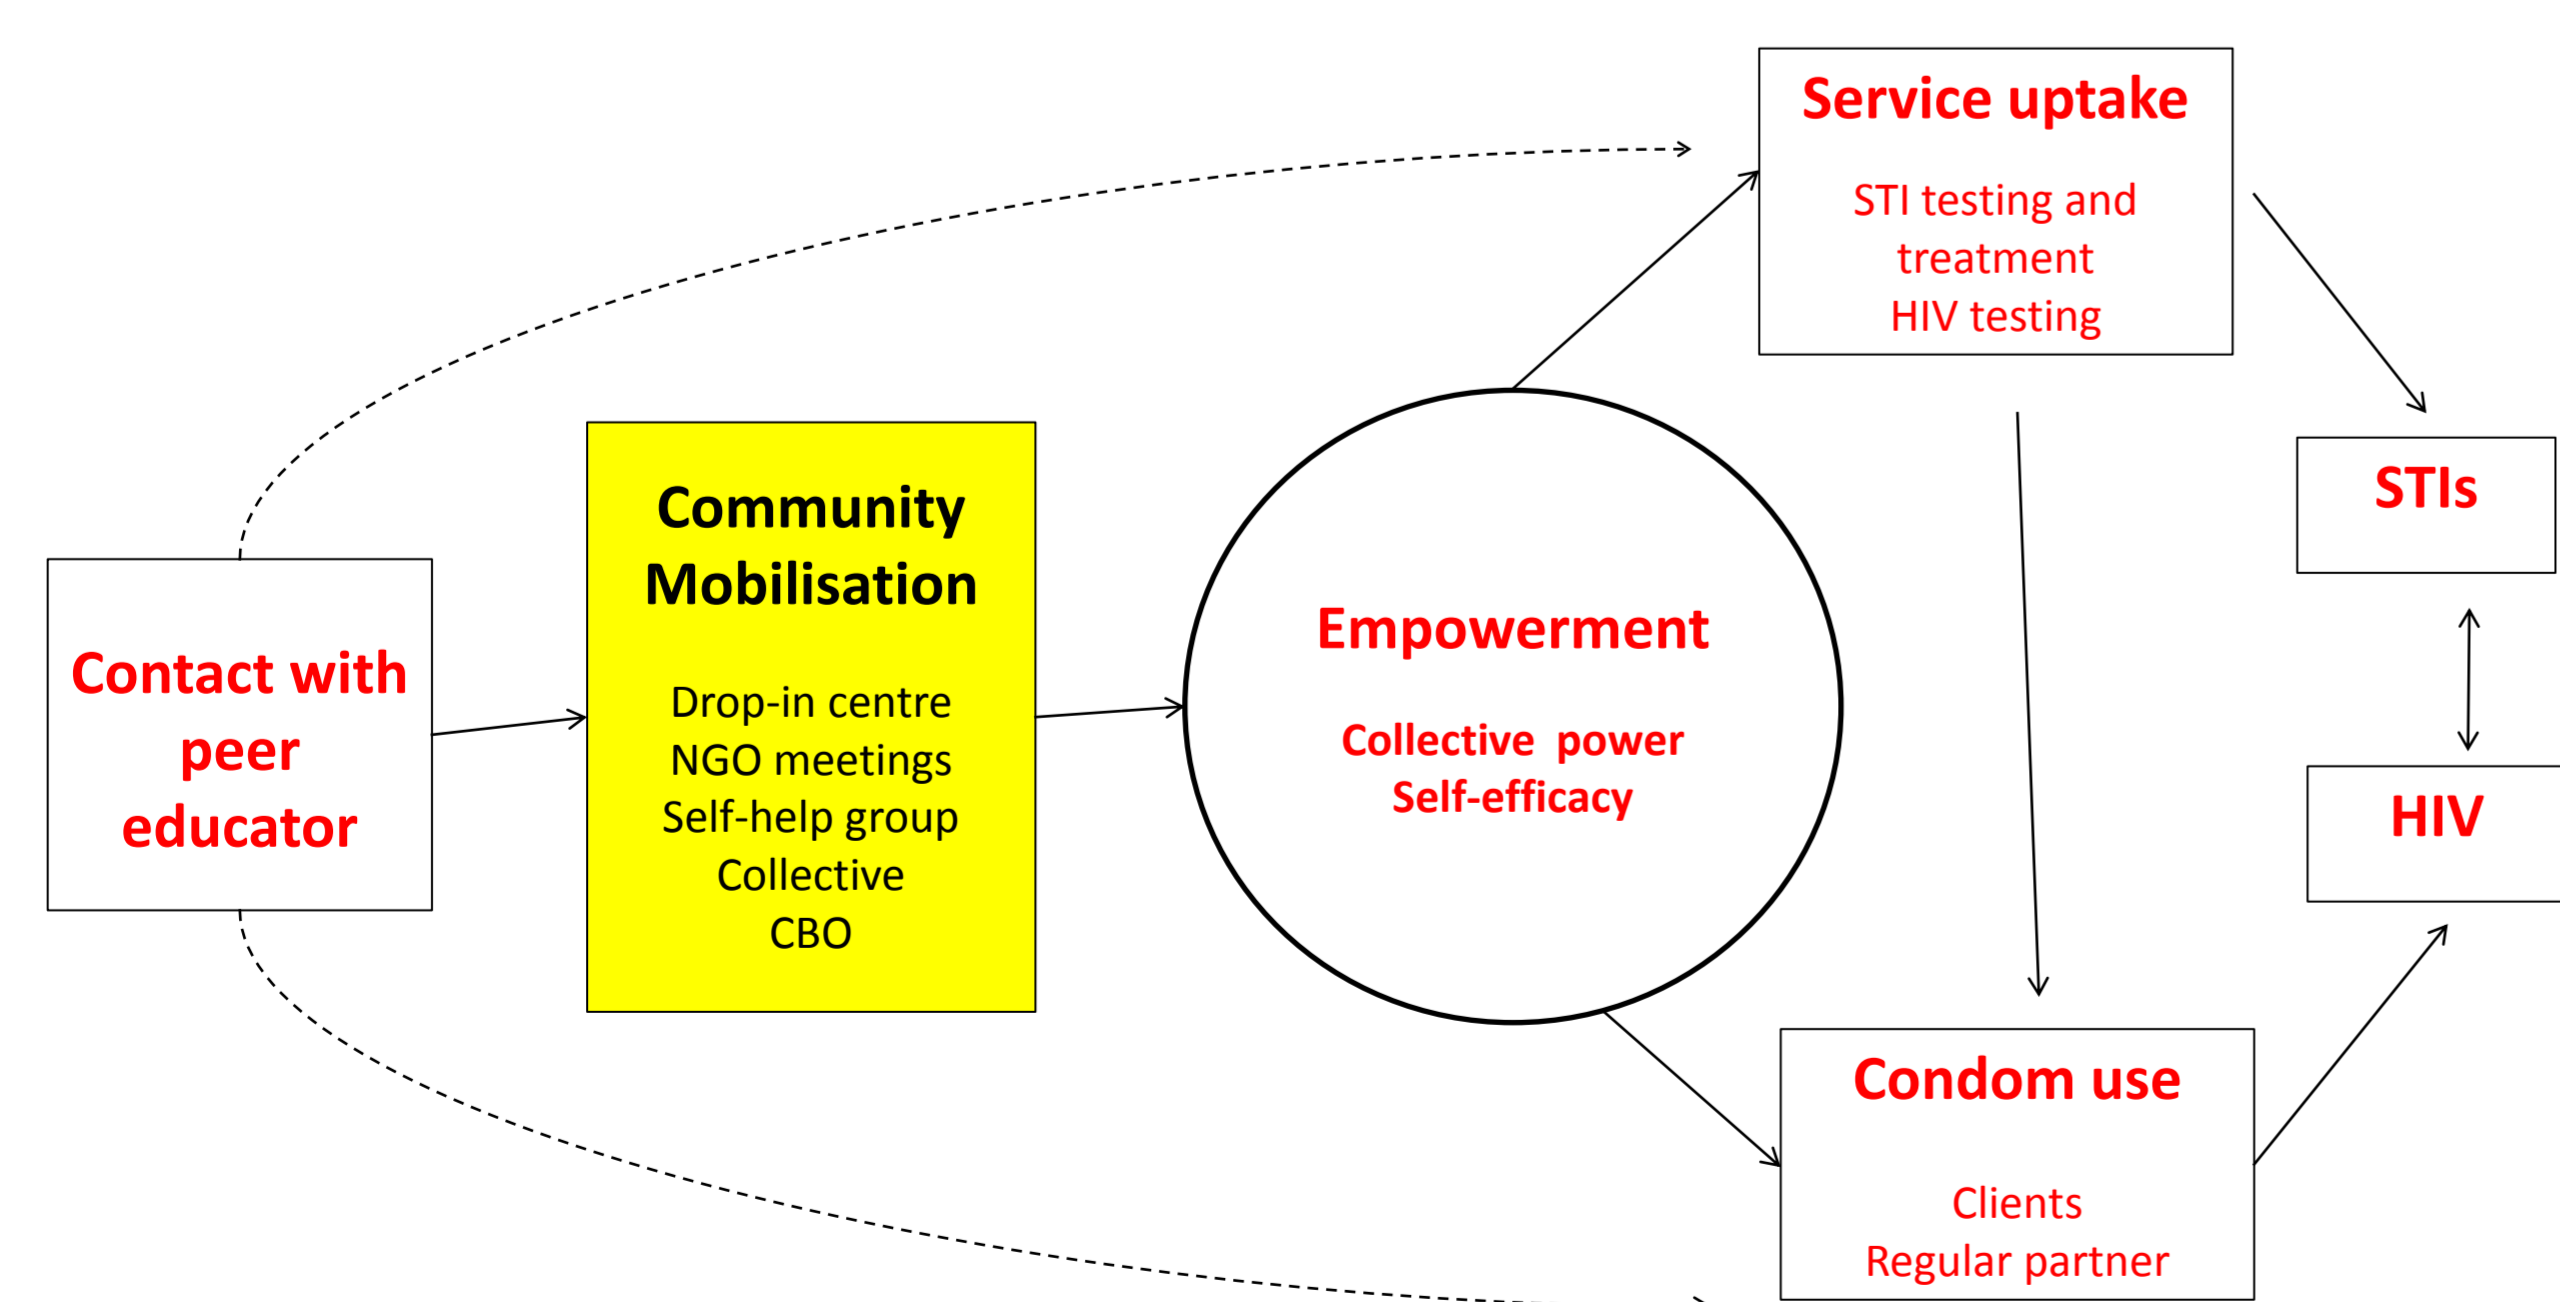 Contact with
peer
educator
Community
Mobilisation
Drop-in centre
NGO meetings
Self-help group
Collective
CBO
Empowerment
Collective power
Self-efficacy
Service uptake
STI testing and
treatment
HIV testing
Condom use
Clients
Regular partner
STIs
HIV